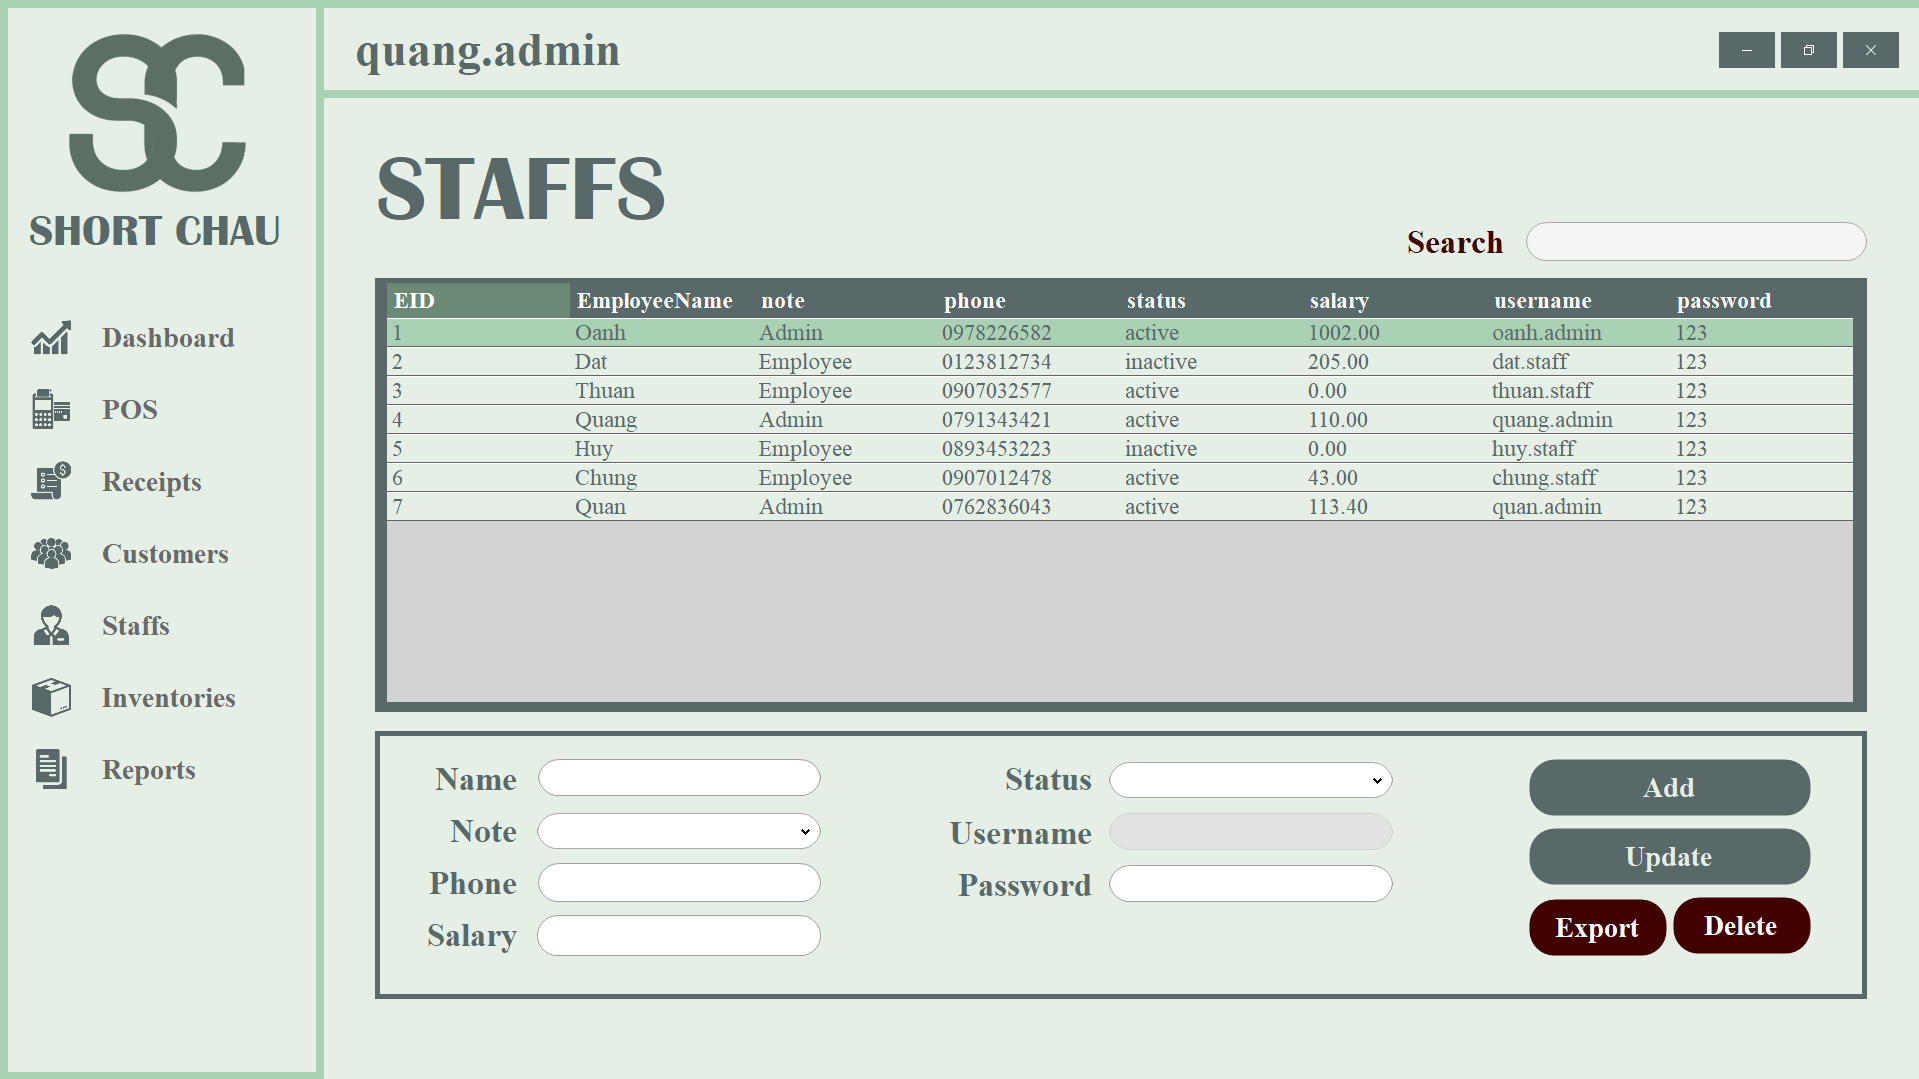 SC
SHORT CHAU
Dashboard
POS
Receipts
Customers
Staffs
Inventories
Reports
quang.admin
STAFFS
Search
EID EmployeeName note phone status salary username password
1 Oanh Admin 0978226582 active 1002.00 oanh.admin 123
2 Dat Employee 0123812734 inactive 205.00 dat.staff 123
3 Thuan Employee 0907032577 active 0.00 thuan.staff 123
4 Quang Admin 0791343421 active 110.00 quang.admin 123
5 Huy Employee 0893453223 inactive 0.00 huy.staff 123
6 Chung Employee 0907012478 active 43.00 chung.staff 123
7 Quan Admin 0762836043 active 113.40 quan.admin 123
Name
Note
Phone
Salary
Status
Username
Password
Add
Update
Export Delete